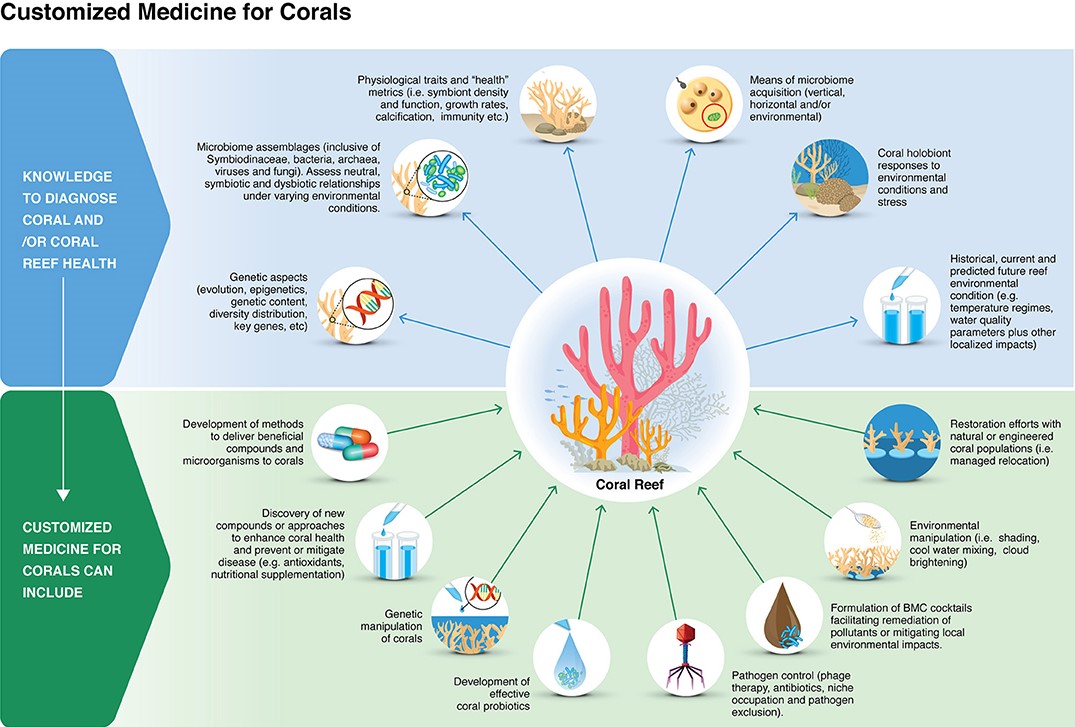 Customized Medicine for Corals
KNOWLEDGE
TO DIAGNOSE
CORAL AND
/OR CORAL
REEF HEALTH
Physiological traits and “health”
metrics (i.e. symbiont density
and function, growth rates,
calcification, immunity etc.)
Means of microbiome
acquisition (vertical,
horizontal and/or
environmental)
Microbiome assemblages (inclusive of
Symbiodinaceae, bacteria, archaea,
viruses and fungi). Assess neutral,
symbiotic and dysbiotic relationships
under varying environmental
conditions.
Coral holobiont
responses to
environmental
conditions and
stress
Genetic aspects
(evolution, epigenetics,
genetic content,
diversity distribution,
key genes, etc)
Historical, current and
predicted future reef
environmental
condition (e.g.
temperature regimes,
water quality
parameters plus other
localized impacts)
Coral Reef
CUSTOMIZED
MEDICINE FOR
CORALS CAN
INCLUDE
Development of methods
to deliver beneficial
compounds and
microorganisms to corals
Restoration efforts with
natural or engineered
coral populations (i.e.
managed relocation)
Discovery of new
compounds or approaches
to enhance coral health
and prevent or mitigate
disease (e.g. antioxidants,
nutritional supplementation)
Environmental
manipulation (i.e. shading,
cool water mixing, cloud
brightening)
Genetic
manipulation
of corals
Formulation of BMC cocktails
facilitating remediation of
pollutants or mitigating local
environmental impacts.
Development of
effective
coral probiotics
Pathogen control (phage
therapy, antibiotics, niche
occupation and pathogen
exclusion).